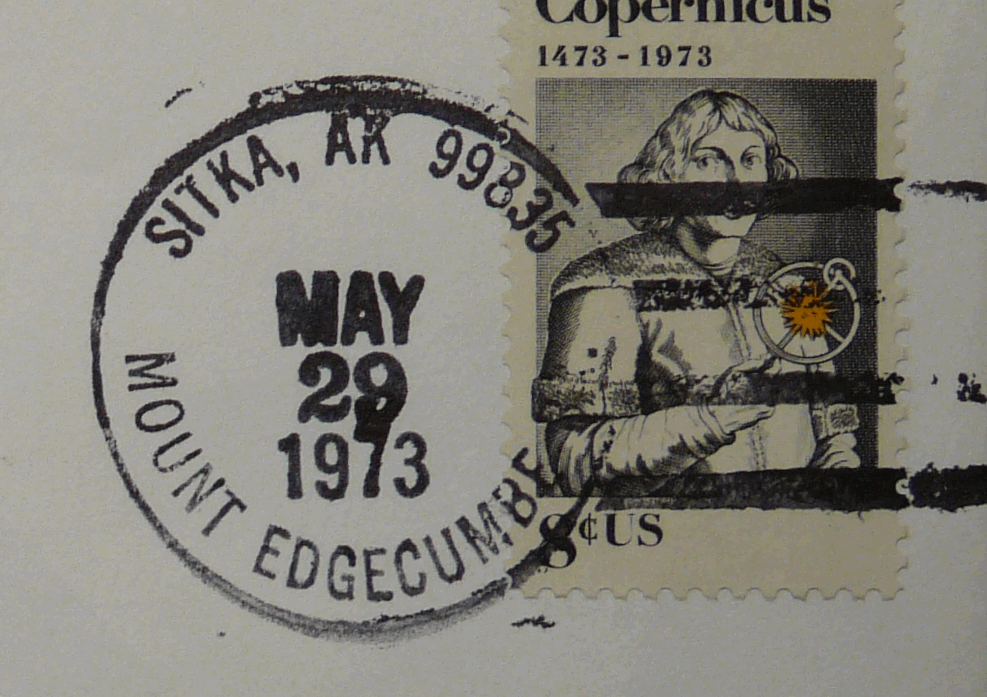 Copernicus
1473-1973
SITKA, AK 99835
MAY
29
1973
MOUNT EDGECUMBE
8¢US